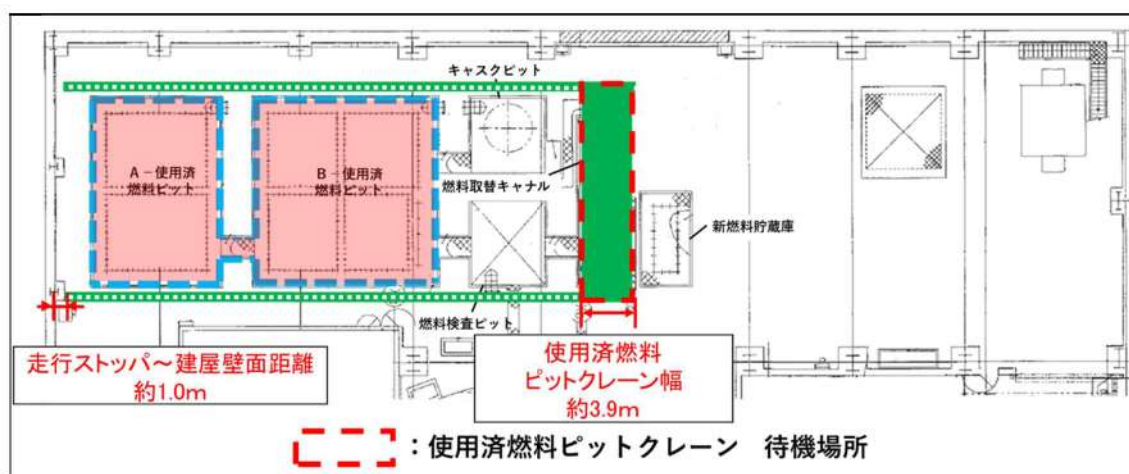 キャスクピット
A－使用済
燃料ピット
B－使用済
燃料ピット
燃料取替キャナル
新燃料貯蔵庫
燃料検査ピット
走行ストッパ～建屋壁面距離
約1.0m
使用済燃料
ピットクレーン幅
約3.9m
：使用済燃料ピットクレーン　待機場所